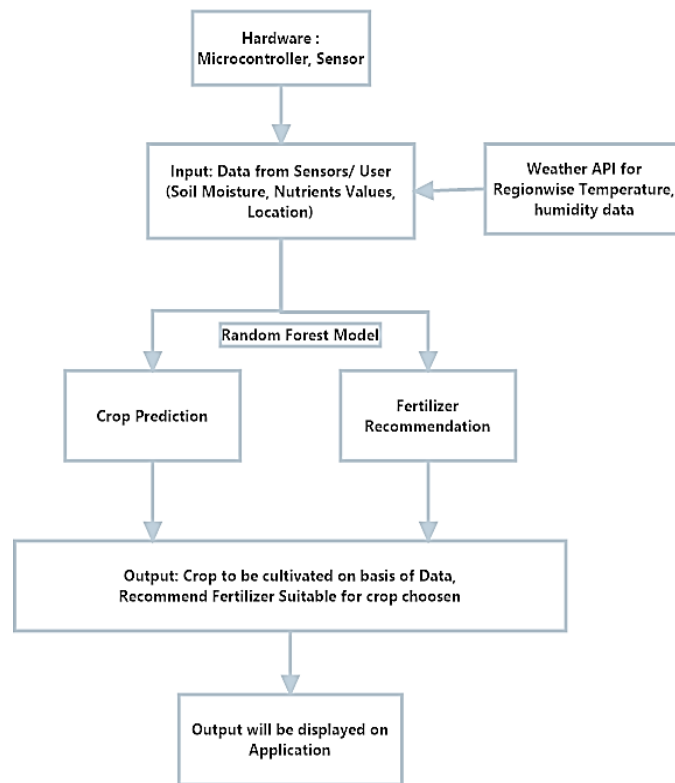 Hardware :
Microcontroller, Sensor
Input: Data from Sensors/ User
(Soil Moisture, Nutrients Values,
Location)
Weather API for
Regionwise Temperature,
humidity data
Random Forest Model
Crop Prediction
Fertilizer
Recommendation
Output: Crop to be cultivated on basis of Data,
Recommend Fertilizer Suitable for crop choosen
Output will be displayed on
Application